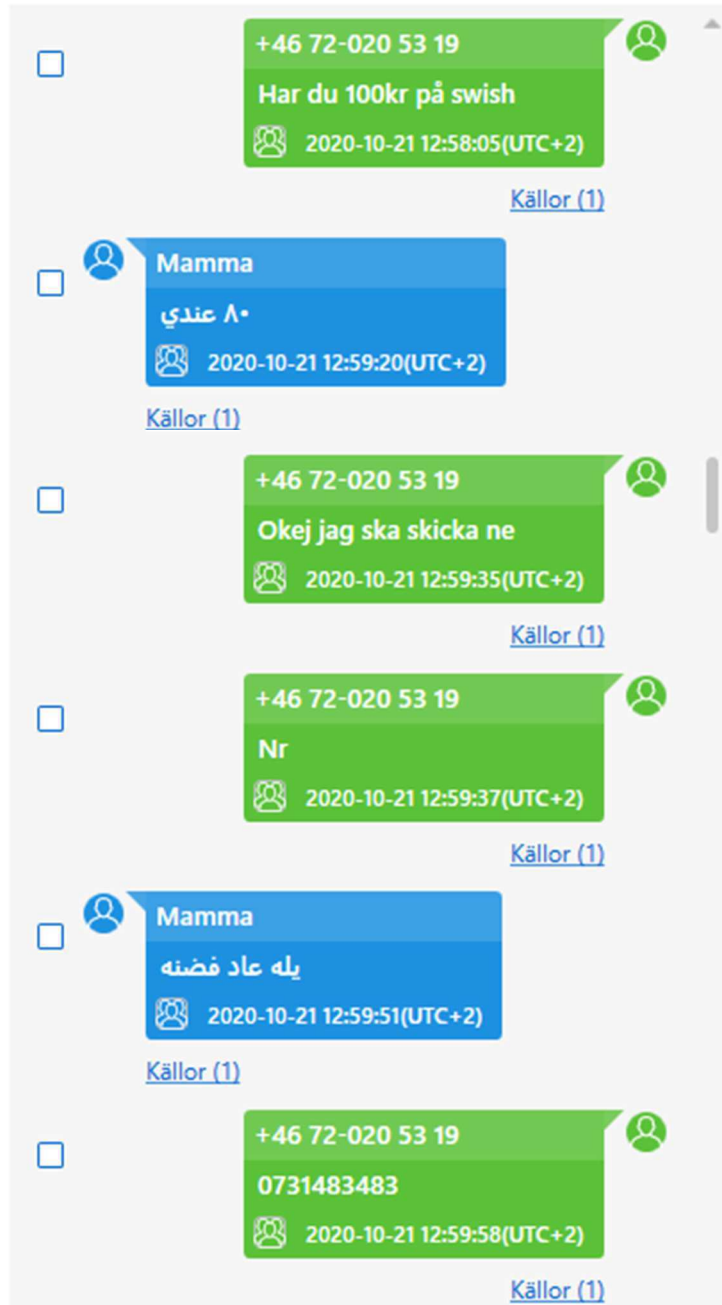 +46 72-020 53 19
Har du 100kr på swish
2020-10-21 12:58:05(UTC+2)
Källor (1)
Mamma
٨٠ عندي
2020-10-21 12:59:20(UTC+2)
Källor (1)
+46 72-020 53 19
Okej jag ska skicka ne
2020-10-21 12:59:35(UTC+2)
Källor (1)
+46 72-020 53 19
Nr
2020-10-21 12:59:37(UTC+2)
Källor (1)
Mamma
يله عاد فضنه
2020-10-21 12:59:51(UTC+2)
Källor (1)
+46 72-020 53 19
0731483483
2020-10-21 12:59:58(UTC+2)
Källor (1)